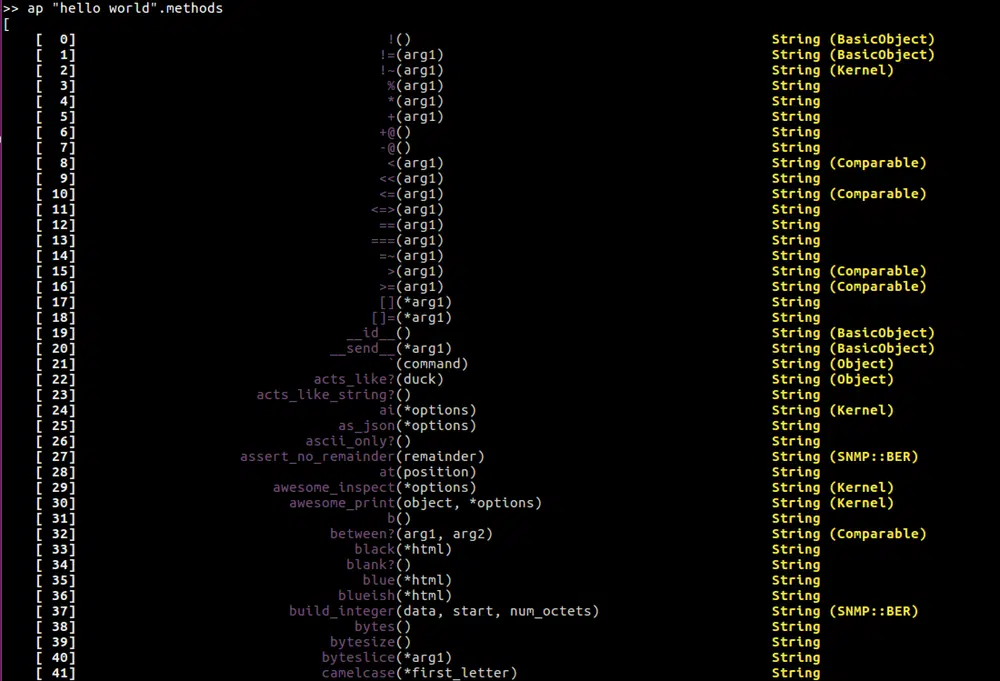 >> ap "hello world".methods
[
[  0] !() String (BasicObject)
[  1] !=(arg1) String (BasicObject)
[  2] !~(arg1) String (Kernel)
[  3] %(arg1) String
[  4] *(arg1) String
[  5] +(arg1) String
[  6] +@() String
[  7] -@() String
[  8] <(arg1) String (Comparable)
[  9] <<(arg1) String
[ 10] <=(arg1) String (Comparable)
[ 11] <=>(arg1) String
[ 12] ==(arg1) String
[ 13] ===(arg1) String
[ 14] =~(arg1) String
[ 15] >(arg1) String (Comparable)
[ 16] >=(arg1) String (Comparable)
[ 17] [](*arg1) String
[ 18] []=(*arg1) String
[ 19] __id__() String (BasicObject)
[ 20] __send__(*arg1) String (BasicObject)
[ 21] `(command) String (Object)
[ 22] acts_like?(duck) String (Object)
[ 23] acts_like_string?() String
[ 24] ai(*options) String (Kernel)
[ 25] as_json(*options) String
[ 26] ascii_only?() String
[ 27] assert_no_remainder(remainder) String (SNMP::BER)
[ 28] at(position) String
[ 29] awesome_inspect(*options) String (Kernel)
[ 30] awesome_print(object, *options) String (Kernel)
[ 31] b() String
[ 32] between?(arg1, arg2) String (Comparable)
[ 33] black(*html) String
[ 34] blank?() String
[ 35] blue(*html) String
[ 36] blueish(*html) String
[ 37] build_integer(data, start, num_octets) String (SNMP::BER)
[ 38] bytes() String
[ 39] bytesize() String
[ 40] byteslice(*arg1) String
[ 41] camelcase(*first_letter) String